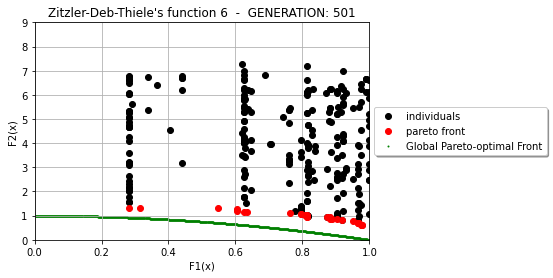 Zitzler-Deb-Thiele's function 6  -  GENERATION: 501
9
8
7
6
5
4
3
2
1
0
F2(x)
0.0 0.2 0.4 0.6 0.8 1.0
F1(x)
individuals
pareto front
Global Pareto-optimal Front